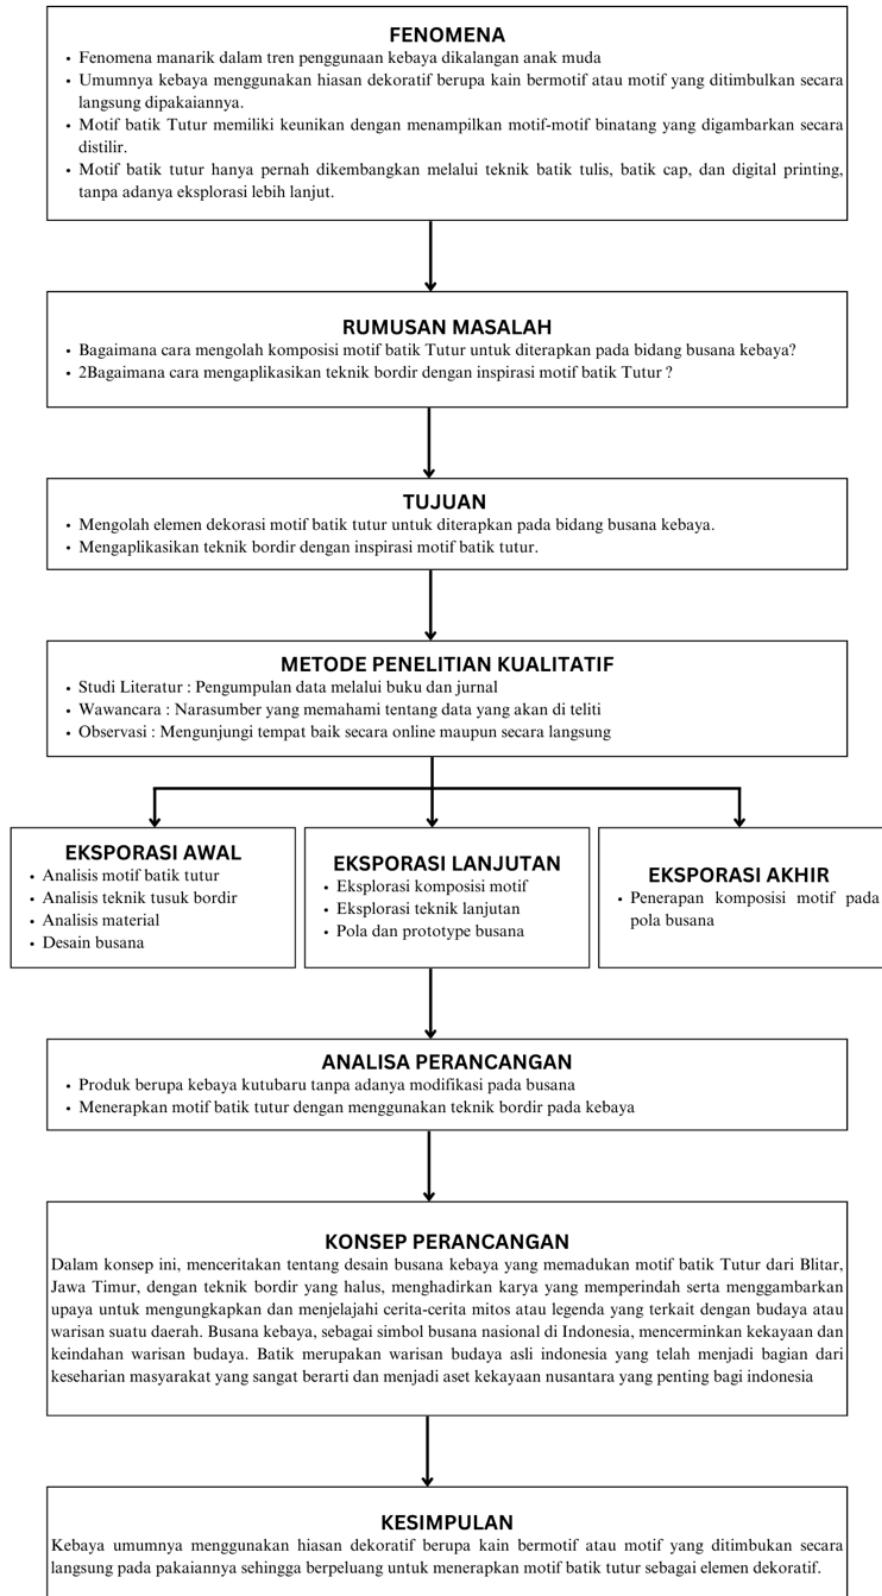 FENOMENA
• Fenomena manarik dalam tren penggunaan kebaya dikalangan anak muda
• Umumnya kebaya menggunakan hiasan dekoratif berupa kain bermotif atau motif yang ditimbulkan secara
langsung dipakaiannya.
• Motif batik Tutur memiliki keunikan dengan menampilkan motif-motif binatang yang digambarkan secara
distilir.
• Motif batik tutur hanya pernah dikembangkan melalui teknik batik tulis, batik cap, dan digital printing,
tanpa adanya eksplorasi lebih lanjut.
RUMUSAN MASALAH
• Bagaimana cara mengolah komposisi motif batik Tutur untuk diterapkan pada bidang busana kebaya?
• 2Bagaimana cara mengaplikasikan teknik bordir dengan inspirasi motif batik Tutur ?
TUJUAN
• Mengolah elemen dekorasi motif batik tutur untuk diterapkan pada bidang busana kebaya.
• Mengaplikasikan teknik bordir dengan inspirasi motif batik tutur.
METODE PENELITIAN KUALITATIF
• Studi Literatur : Pengumpulan data melalui buku dan jurnal
• Wawancara : Narasumber yang memahami tentang data yang akan di teliti
• Observasi : Mengunjungi tempat baik secara online maupun secara langsung
EKSPORASI AWAL
• Analisis motif batik tutur
• Analisis teknik tusuk bordir
• Analisis material
• Desain busana
EKSPORASI LANJUTAN
• Eksplorasi komposisi motif
• Eksplorasi teknik lanjutan
• Pola dan prototype busana
EKSPORASI AKHIR
• Penerapan komposisi motif pada
pola busana
ANALISA PERANCANGAN
• Produk berupa kebaya kutubaru tanpa adanya modifikasi pada busana
• Menerapkan motif batik tutur dengan menggunakan teknik bordir pada kebaya
KONSEP PERANCANGAN
Dalam konsep ini, menceritakan tentang desain busana kebaya yang memadukan motif batik Tutur dari Blitar,
Jawa Timur, dengan teknik bordir yang halus, menghadirkan karya yang memperindah serta menggambarkan
upaya untuk mengungkapkan dan menjelajahi cerita-cerita mitos atau legenda yang terkait dengan budaya atau
warisan suatu daerah. Busana kebaya, sebagai simbol busana nasional di Indonesia, mencerminkan kekayaan dan
keindahan warisan budaya. Batik merupakan warisan budaya asli indonesia yang telah menjadi bagian dari
keseharian masyarakat yang sangat berarti dan menjadi aset kekayaan nusantara yang penting bagi indonesia
KESIMPULAN
Kebaya umumnya menggunakan hiasan dekoratif berupa kain bermotif atau motif yang ditimbukan secara
langsung pada pakaiannya sehingga berpeluang untuk menerapkan motif batik tutur sebagai elemen dekoratif.